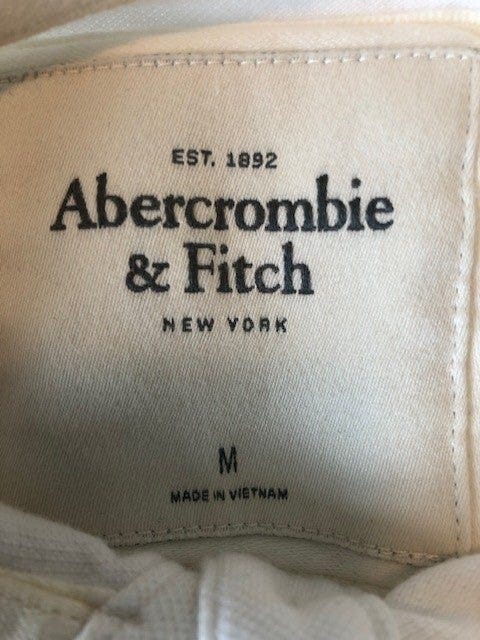 EST. 1892
Abercrombie
& Fitch
NEW YORK
M
MADE IN VIETNAM